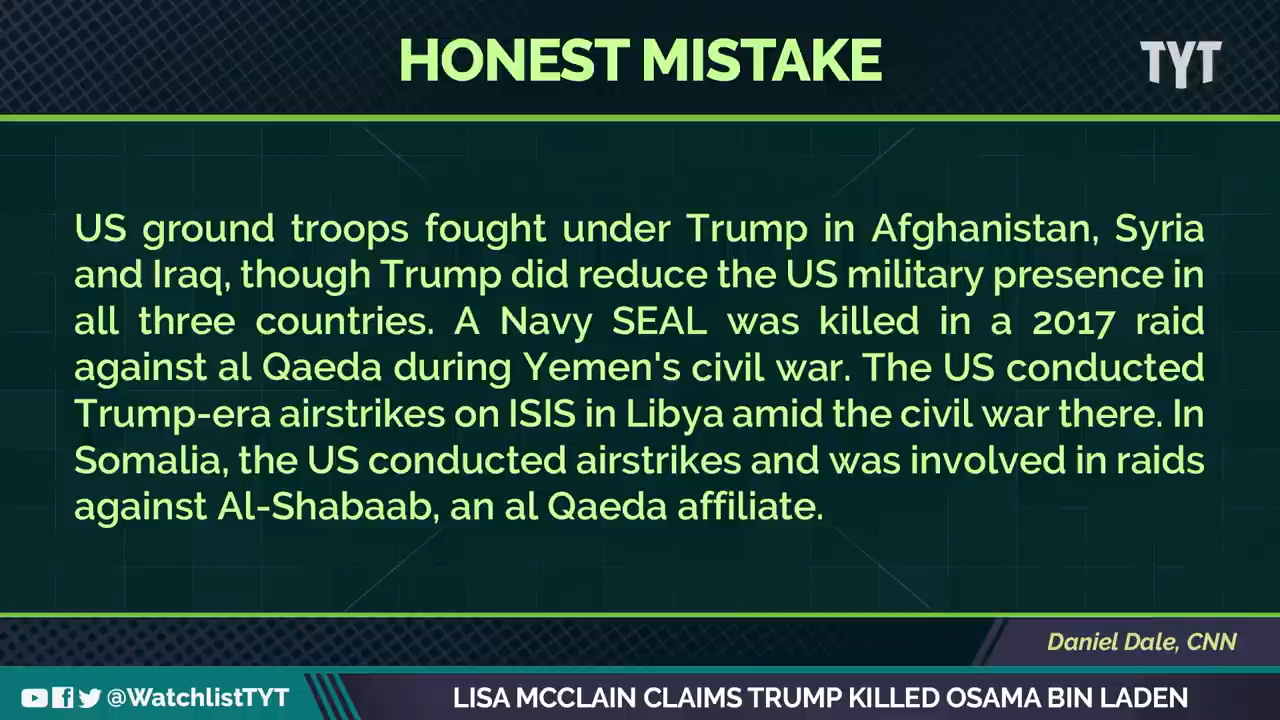 HONEST MISTAKE
TYT
US ground troops fought under Trump in Afghanistan, Syria
and Iraq, though Trump did reduce the US military presence in
all three countries. A Navy SEAL was killed in a 2017 raid
against al Qaeda during Yemen's civil war. The US conducted
Trump-era airstrikes on ISIS in Libya amid the civil war there. In
Somalia, the US conducted airstrikes and was involved in raids
against Al-Shabaab, an al Qaeda affiliate.
Daniel Dale, CNN
@WatchlistTYT
LISA MCCLAIN CLAIMS TRUMP KILLED OSAMA BIN LADEN